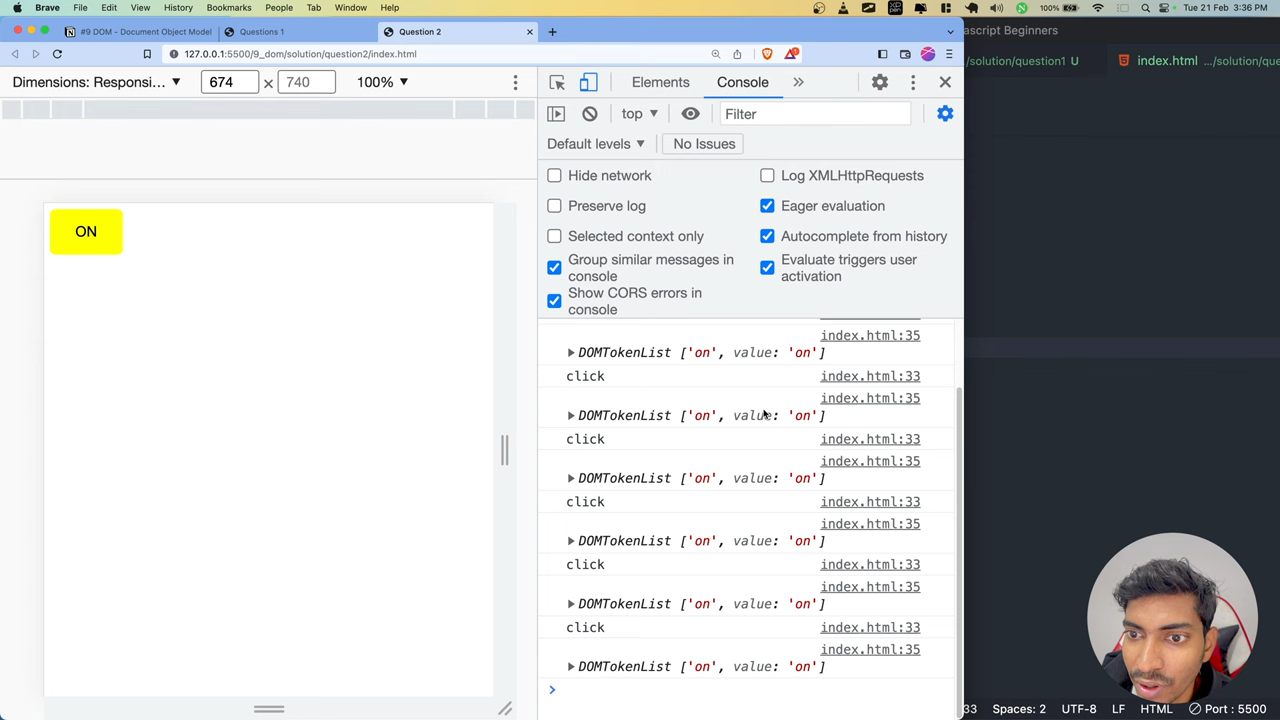 Brave File Edit View History Bookmarks People Tab Window Help 100% Tue 21 Feb 3:36 PM
#9 DOM - Document Object Model
Questions 1
Question 2
127.0.0.1:5500/9_dom/solution/question2/index.html
ascript Beginners
/solution/question1 U
index.html .../solution/que
Dimensions: Responsi... ▼ 674 × 740 100% ▼
Elements Console »
top ▼
Filter
Default levels ▼ No Issues
Hide network
Log XMLHttpRequests
Preserve log
Eager evaluation
Selected context only
Autocomplete from history
Group similar messages in
console
Evaluate triggers user
activation
Show CORS errors in
console
ON
index.html:35
DOMTokenList ['on', value: 'on']
click index.html:33
index.html:35
DOMTokenList ['on', value: 'on']
click index.html:33
index.html:35
DOMTokenList ['on', value: 'on']
click index.html:33
index.html:35
DOMTokenList ['on', value: 'on']
click index.html:33
index.html:35
DOMTokenList ['on', value: 'on']
click index.html:33
index.html:35
DOMTokenList ['on', value: 'on']
33 Spaces: 2 UTF-8 LF HTML Port : 5500